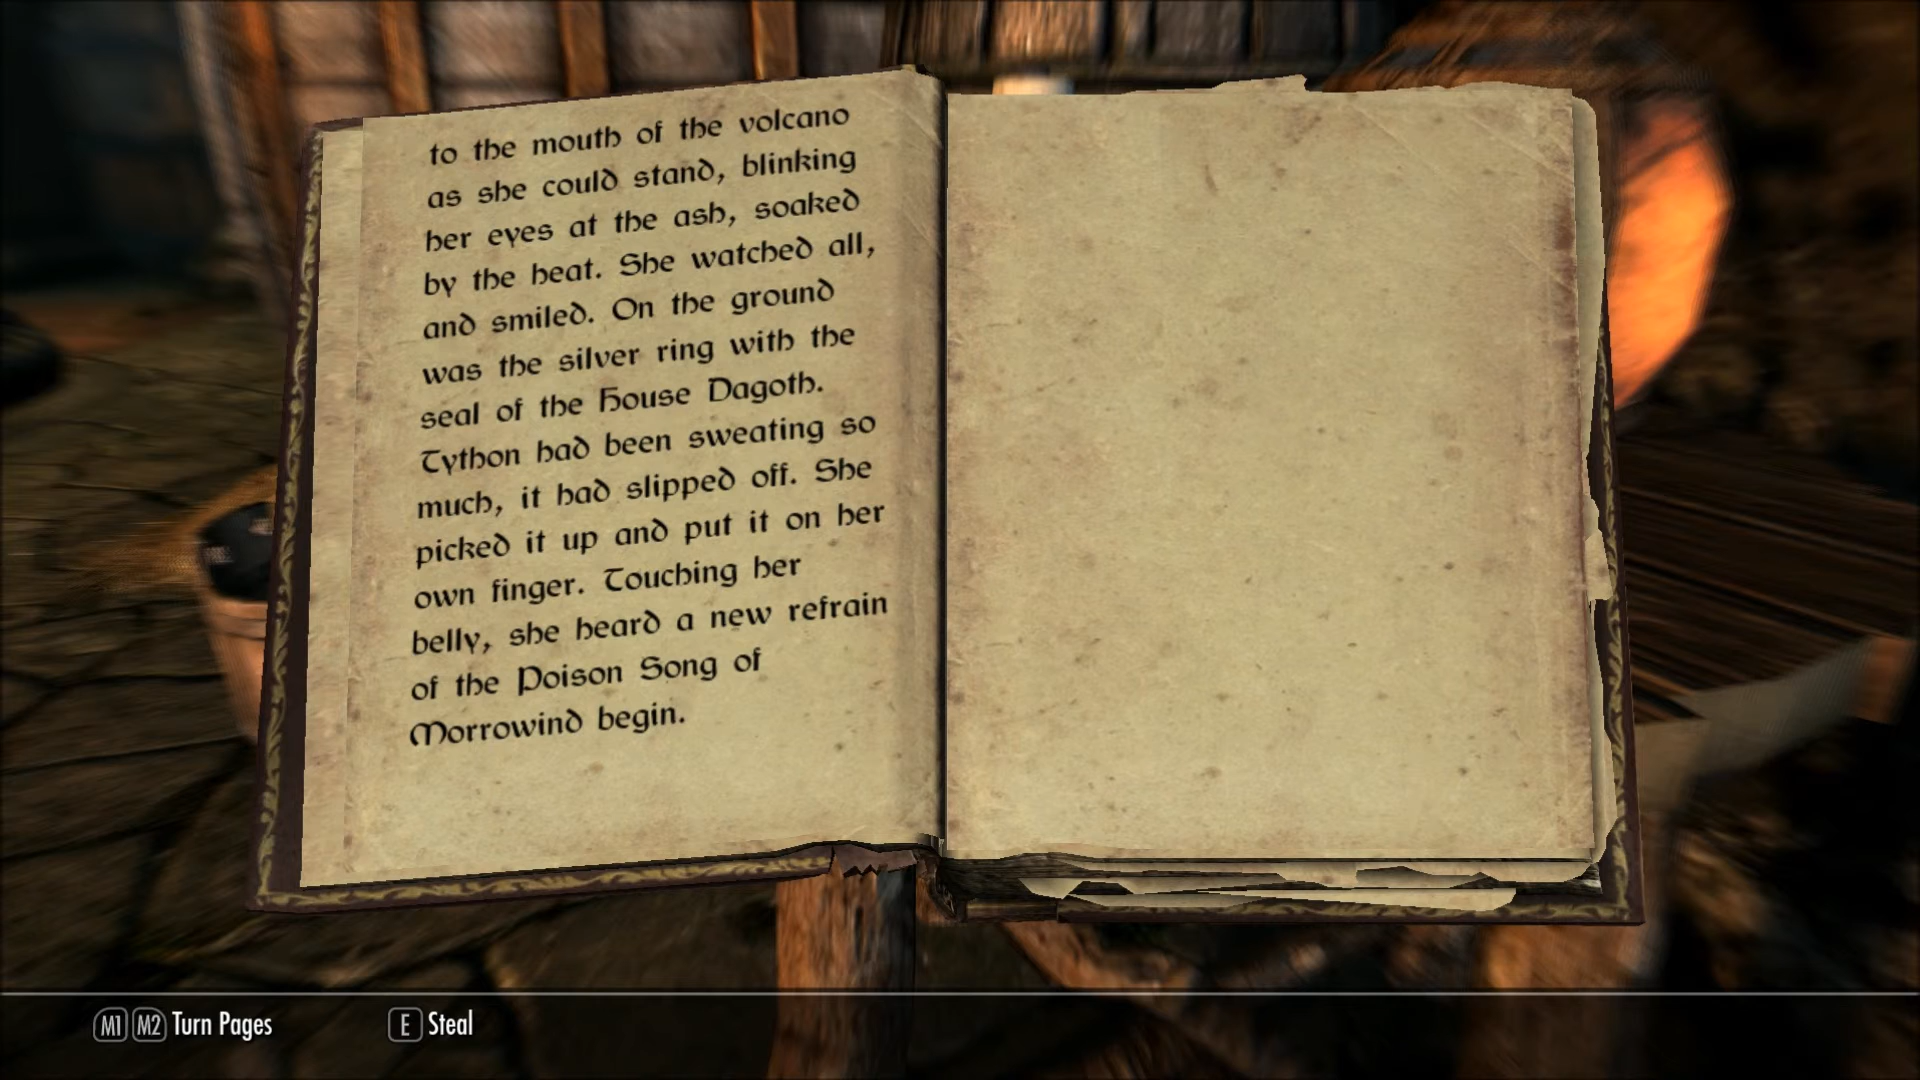 to the mouth of the volcano
as she could stand, blinking
her eyes at the ash, soaked
by the heat. She watched all,
and smiled. On the ground
was the silver ring with the
seal of the House Dagoth.
Tython had been sweating so
much, it had slipped off. She
picked it up and put it on her
own finger. Touching her
belly, she heard a new refrain
of the Poison Song of
Morrowind begin.
M1 M2 Turn Pages
E Steal